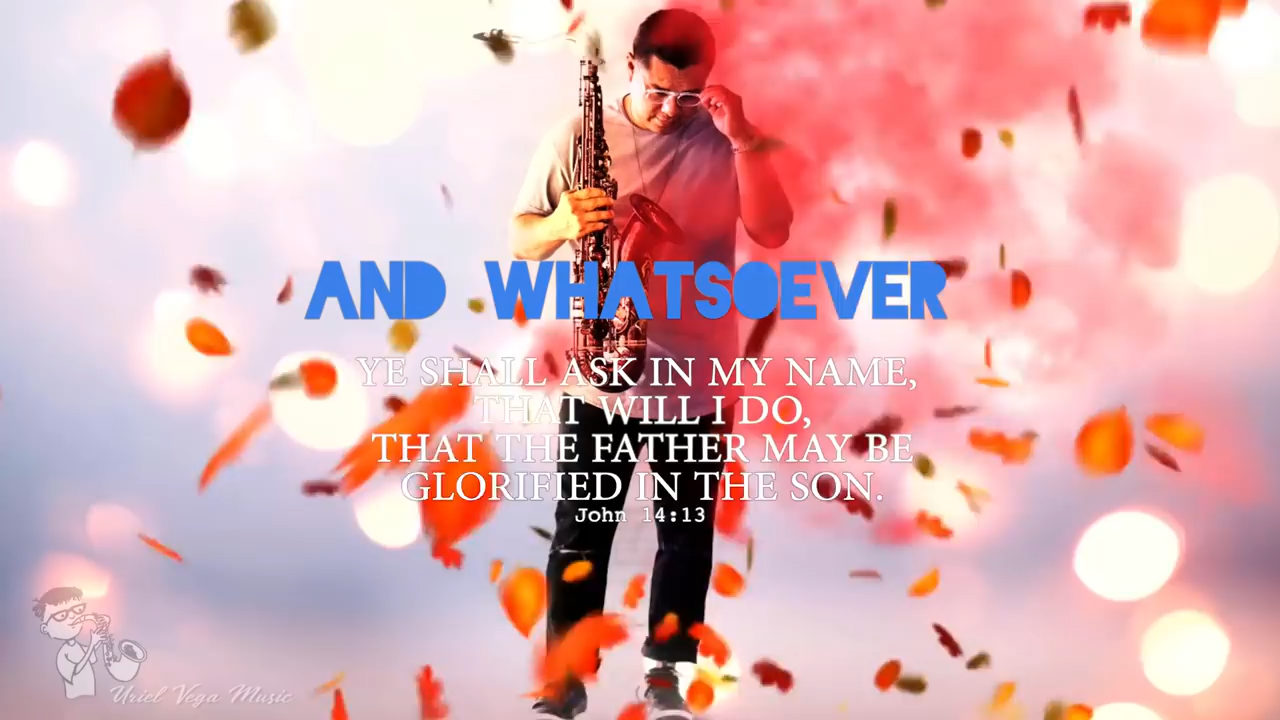 AND WHATSOEVER
YE SHALL ASK IN MY NAME,
THAT WILL I DO,
THAT THE FATHER MAY BE
GLORIFIED IN THE SON.
John 14:13
Uriel Vega Music